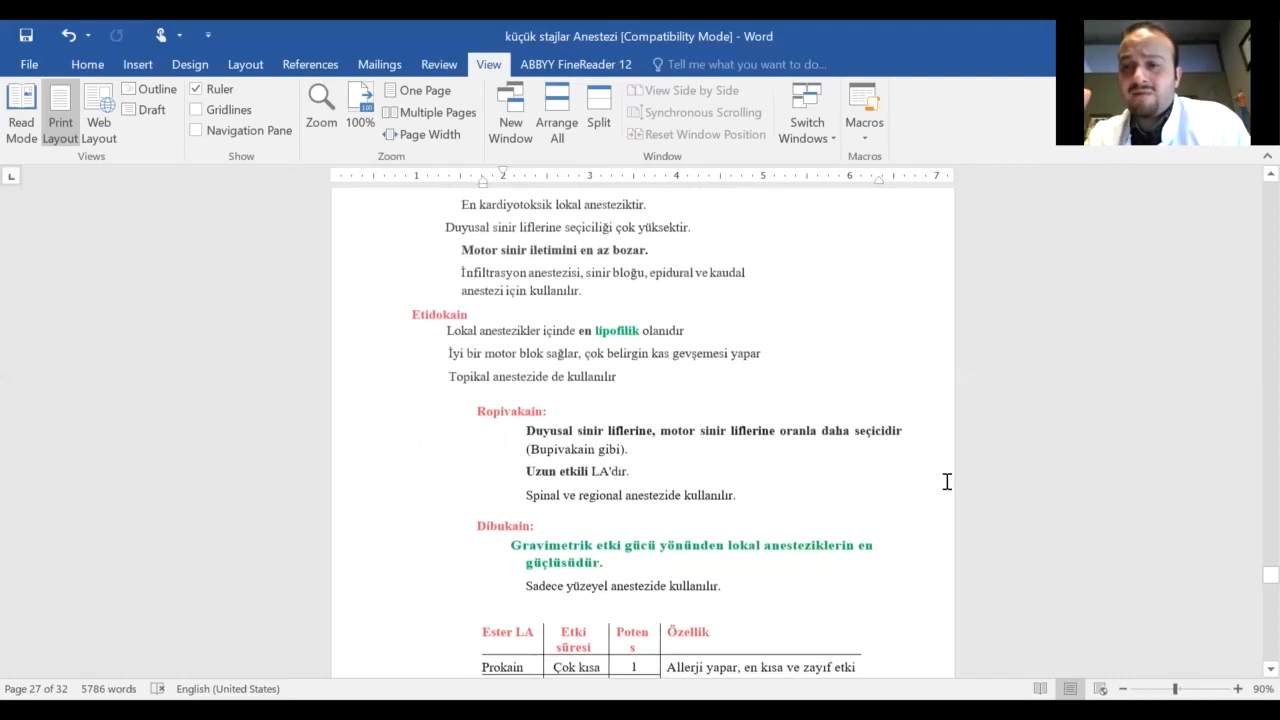 küçük stajlar Anestezi [Compatibility Mode] - Word
File Home Insert Design Layout References Mailings Review View ABBYY FineReader 12 Tell me what you want to do...
Read Mode
Print Layout
Web Layout
Outline
Draft
Views
Ruler
Gridlines
Navigation Pane
Show
Zoom
100%
One Page
Multiple Pages
Page Width
Zoom
New Window
Arrange All
Split
View Side by Side
Synchronous Scrolling
Reset Window Position
Window
Switch Windows
Macros
Macros
1 2 3 4 5 6 7
En kardiyotoksik lokal anesteziktir.
Duyusal sinir liflerine seçiciliği çok yüksektir.
Motor sinir iletimini en az bozar.
İnfiltrasyon anestezisi, sinir bloğu, epidural ve kaudal
anestezi için kullanılır.
Etidokain
Lokal anestezikler içinde en lipofilik olanıdır
İyi bir motor blok sağlar, çok belirgin kas gevşemesi yapar
Topikal anestezide de kullanılır
Ropivakain:
Duyusal sinir liflerine, motor sinir liflerine oranla daha seçicidir
(Bupivakain gibi).
Uzun etkili LA'dır.
Spinal ve regional anestezide kullanılır.
Dibukain:
Gravimetrik etki gücü yönünden lokal anesteziklerin en
güçlüsüdür.
Sadece yüzeyel anestezide kullanılır.
Ester LA Etki Poten Özellik
süresi s
Prokain Çok kısa 1 Allerji yapar, en kısa ve zayıf etki
Page 27 of 32 5786 words English (United States) 90%